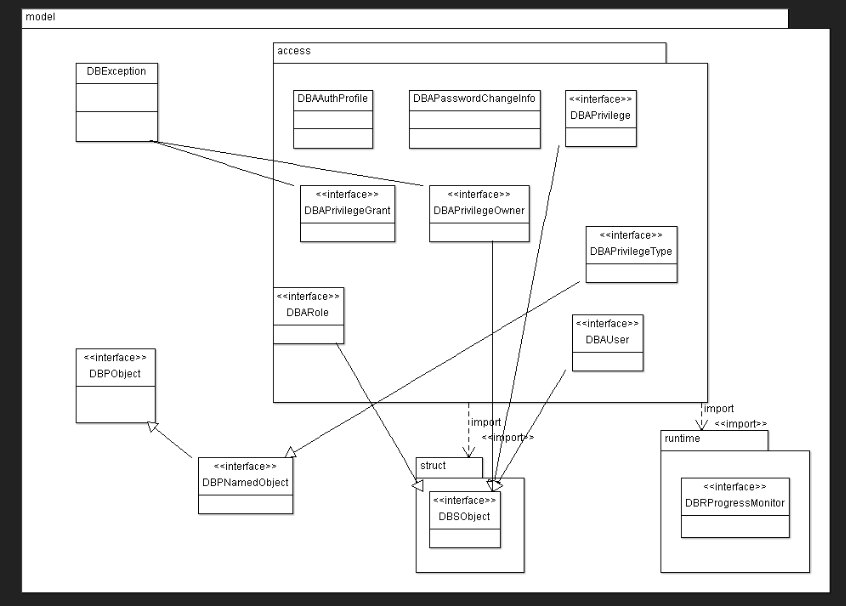 model
access
DBException
DBAAuthProfile
DBAPasswordChangeInfo
<<interface>>
DBAPrivilege
<<interface>>
DBAPrivilegeGrant
<<interface>>
DBAPrivilegeOwner
<<interface>>
DBAPrivilegeType
<<interface>>
DBARole
<<interface>>
DBAUser
<<interface>>
DBPObject
import
<<import>>
import
<<import>>
runtime
struct
<<interface>>
DBPNamedObject
<<interface>>
DBSObject
<<interface>>
DBRProgressMonitor